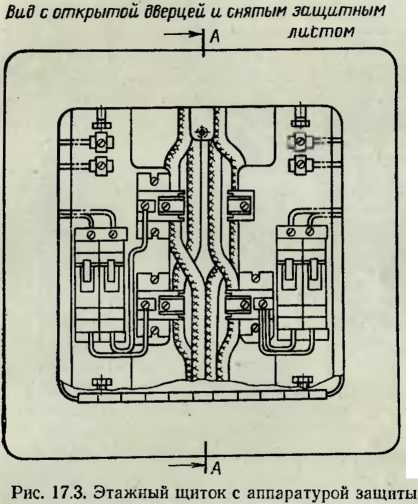 Вид с открытой дверцей и снятым защитным
листом
А
А
Рис. 17.3. Этажный щиток с аппаратурой защиты